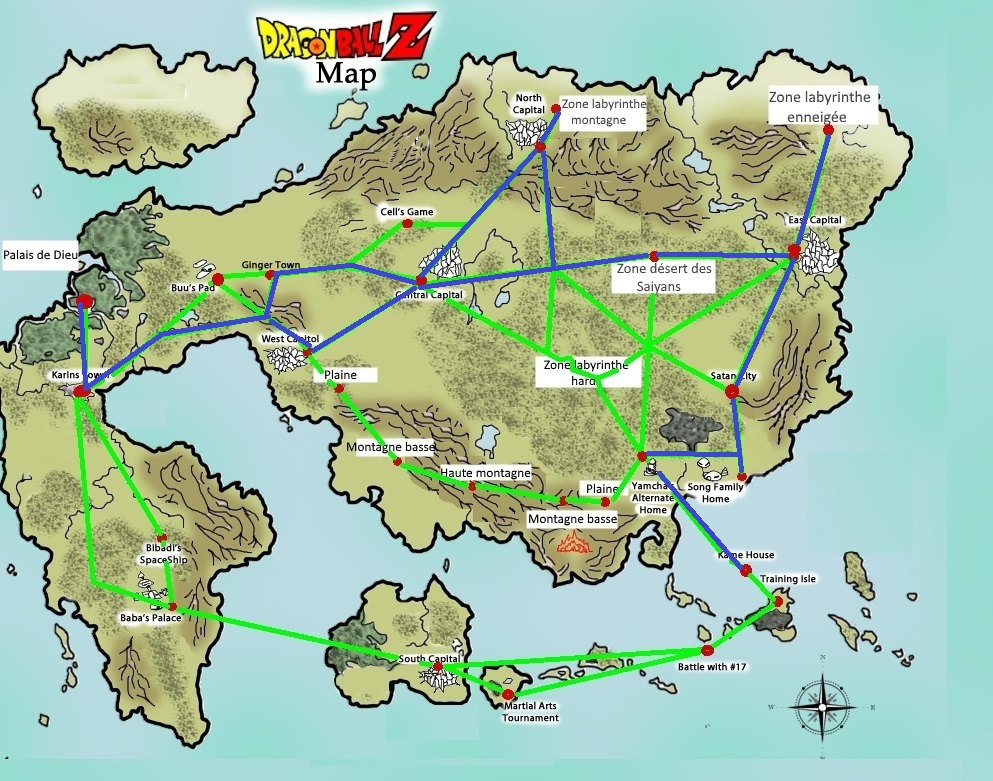 DRAGON BALL Z
Map
North
Capital
Zone labyrinthe
montagne
Zone labyrinthe
enneigée
Cell's Game
East Capital
Palais de Dieu
Buu's Pad
Ginger Town
Central Capital
Zone désert des
Saiyans
West Capitol
Zone labyrinthe
hard
Satan City
Karins Tower
Plaine
Montagne basse
Haute montagne
Plaine
Montagne basse
Yamcha's
Alternate
Home
Song Family
Home
Bibadi's
SpaceShip
Kame House
Training Isle
Baba's Palace
South Capital
Battle with #17
Martial Arts
Tournament
N
W
E
S